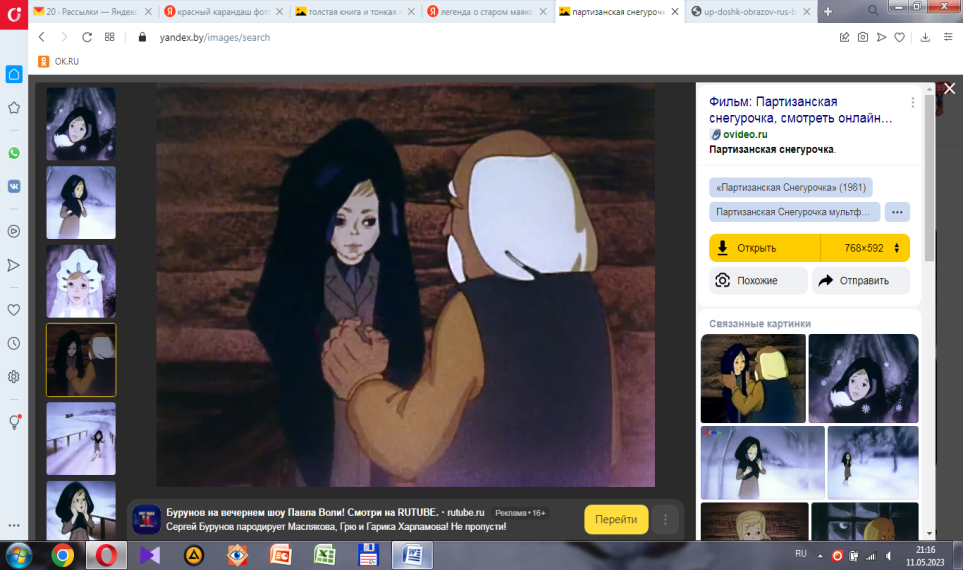 20 · Рассылки — Яндекс
красный карандаш фото
толстая книга и тонкая
легенда о старом маяке
партизанская снегурочк
up-doshk-obrazov-rus-b
yandex.by/images/search
OK.RU
Фильм: Партизанская
снегурочка, смотреть онлайн…
ovideo.ru
Партизанская снегурочка.
«Партизанская Снегурочка» (1981)
Партизанская Снегурочка мультф...
Открыть
768×592
Похожие
Отправить
Связанные картинки
Бурунов на вечернем шоу Павла Воли! Смотри на RUTUBE. · rutube.ru
Реклама • 16+
Сергей Бурунов пародирует Маслякова, Грю и Гарика Харламова! Не пропусти!
Перейти
RU
21:16
11.05.2023